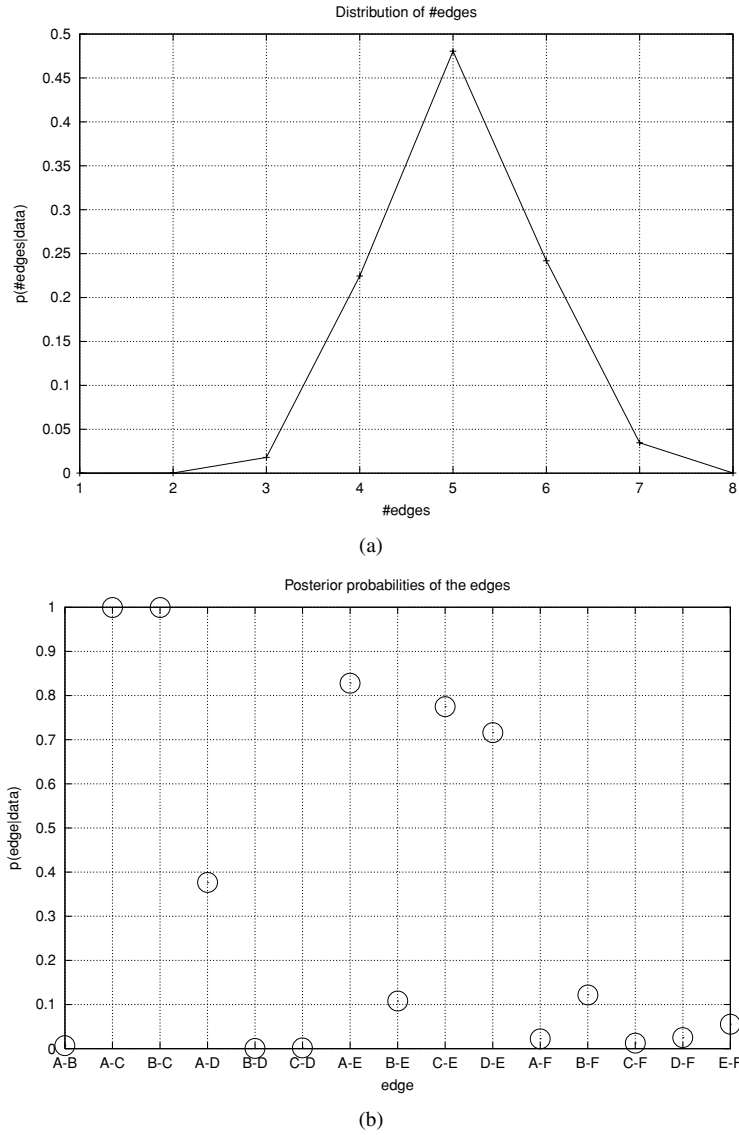 Distribution of #edges
0.5
0.45
0.4
0.35
0.3
0.25
0.2
0.15
0.1
0.05
0
p(#edges|data)
1 2 3 4 5 6 7 8
#edges
(a)
Posterior probabilities of the edges
1
0.9
0.8
0.7
0.6
0.5
0.4
0.3
0.2
0.1
0
p(edge|data)
A-B A-C B-C A-D B-D C-D A-E B-E C-E D-E A-F B-F C-F D-F E-F
edge
(b)